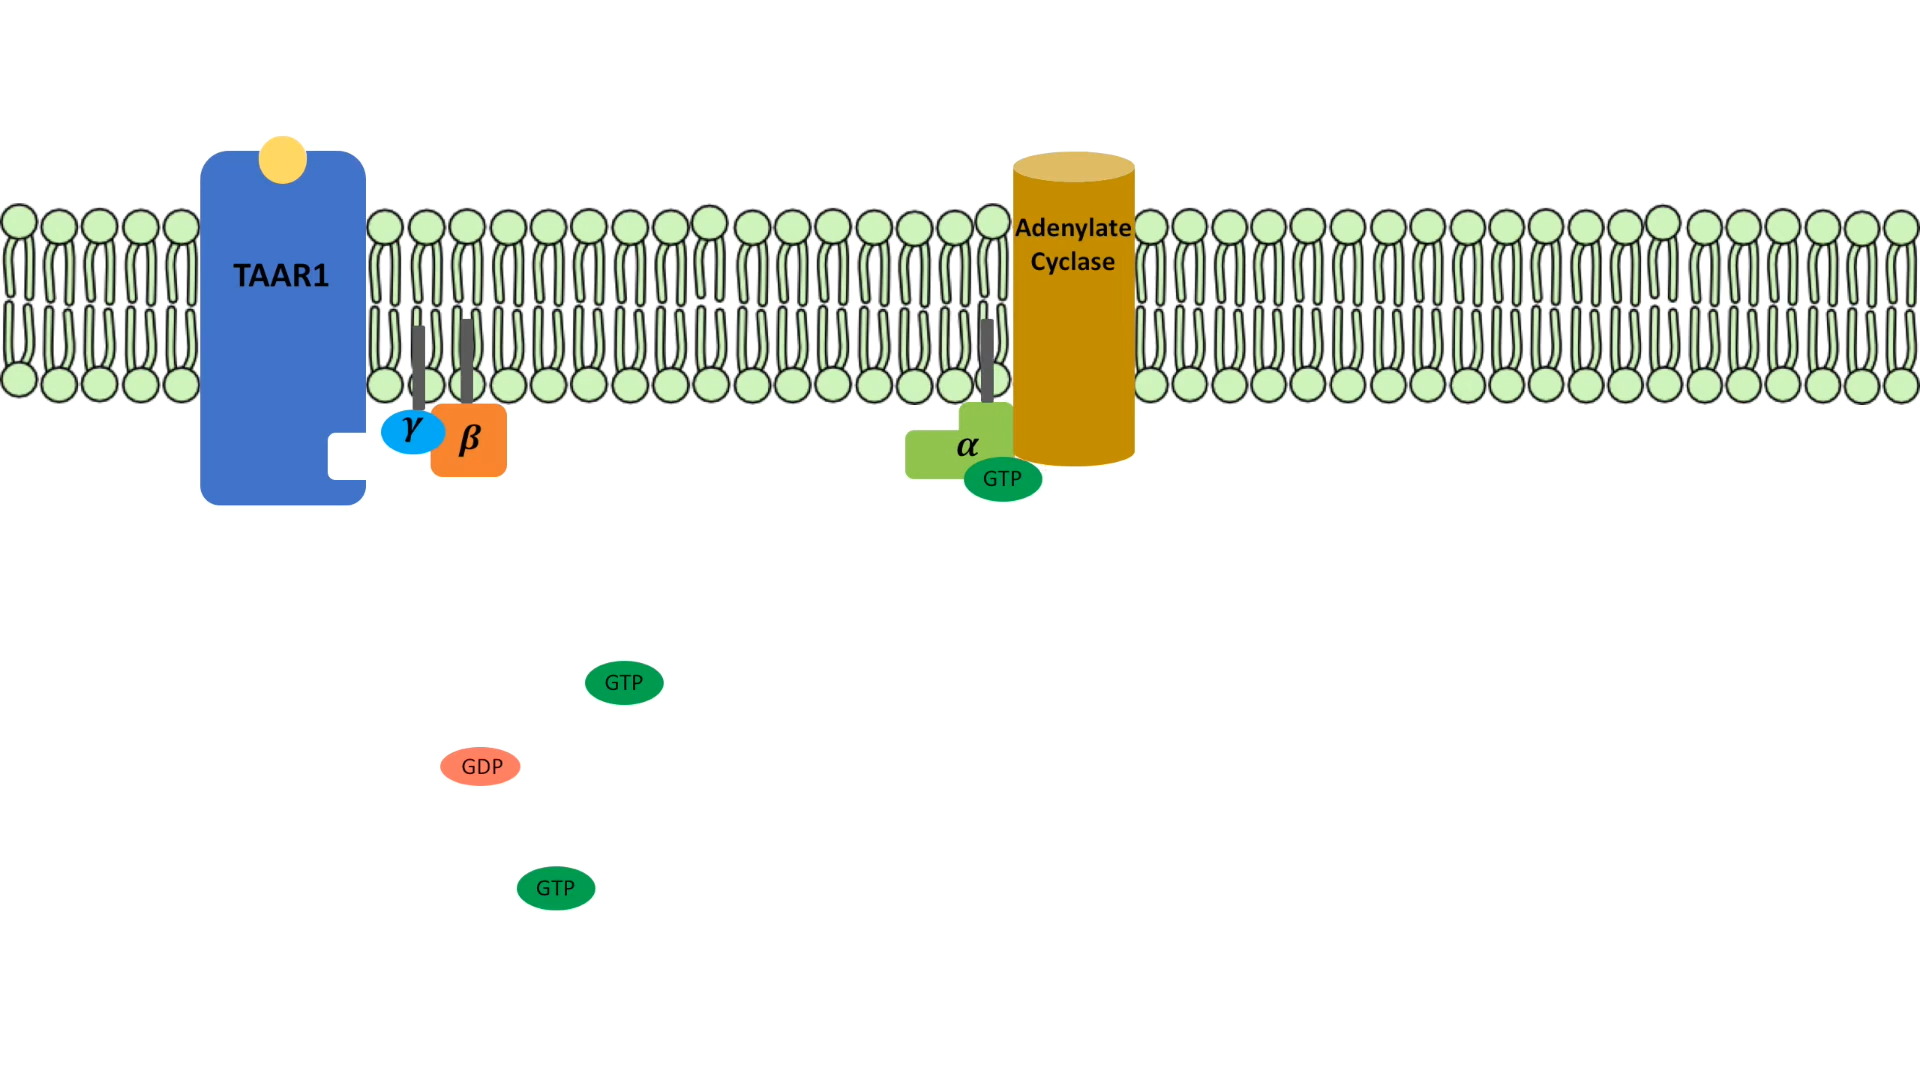 TAAR1
Adenylate
Cyclase
γ
β
α
GTP
GTP
GDP
GTP